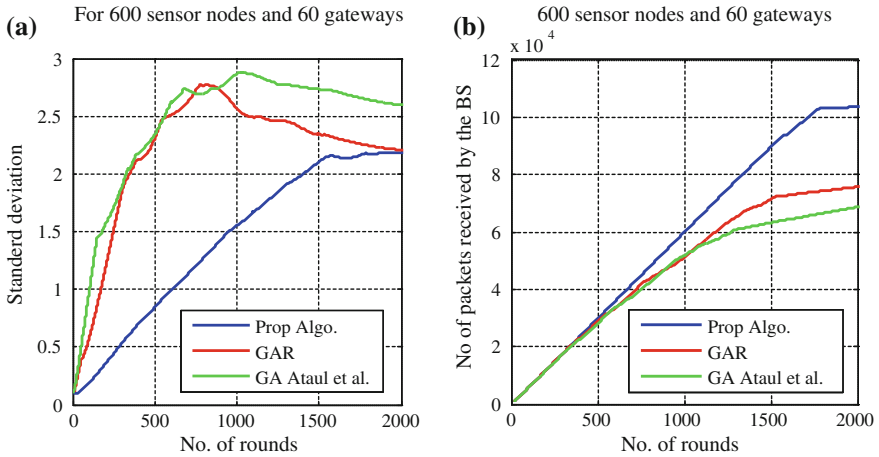 For 600 sensor nodes and 60 gateways
(a)
3
2.5
2
1.5
1
0.5
0
0
500
1000
1500
2000
Standerd deviation
No. of rounds
Prop Algo.
GAR
GA Ataul et al.
600 sensor nodes and 60 gateways
(b)
x 10 4
12
10
8
6
4
2
0
0
500
1000
1500
2000
No of packets received by the BS
No. of rounds
Prop Algo.
GAR
GA Ataul et al.